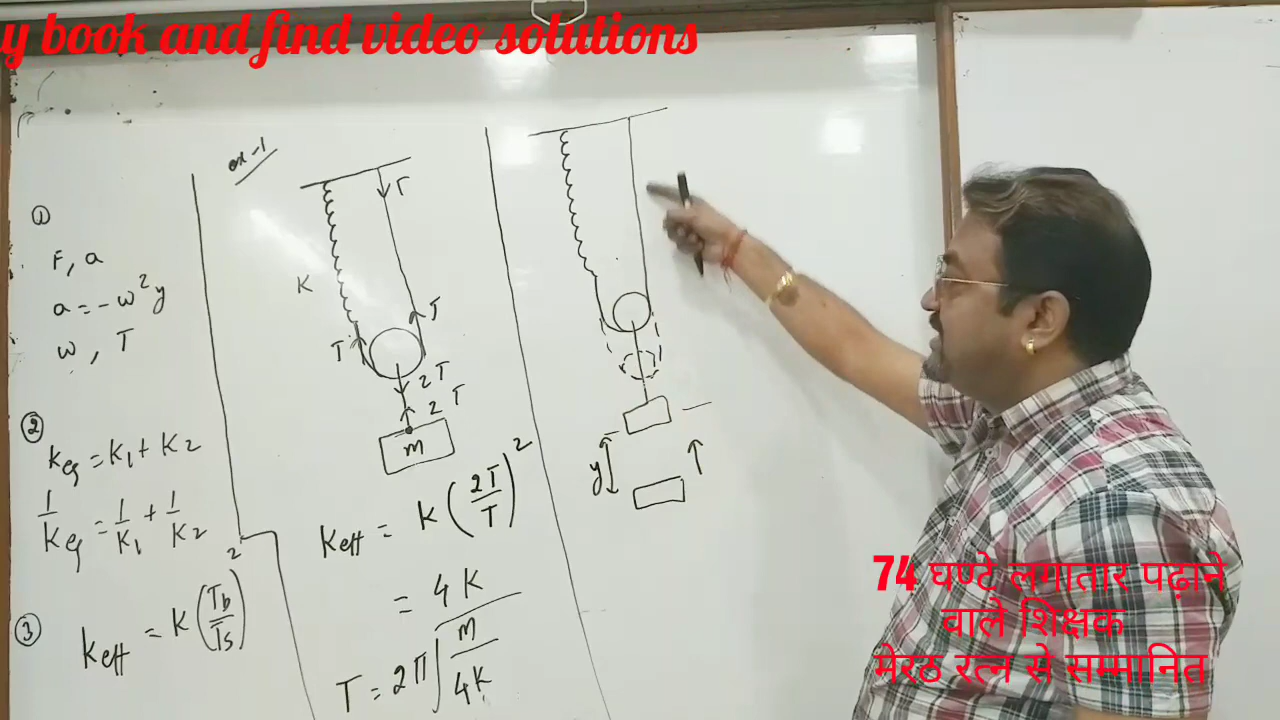 y book and find video solutions
ex-1
①
F, a
a = -ω²y
ω, T
②
Keq = K₁ + K₂
1/Keq = 1/K₁ + 1/K₂
③
Keff = K(Tb/Ts)²
T
K
T
T
2T
2T
m
Keff = K(2T/T)²
= 4K
T = 2π√(m/4K)
y
74 घण्टे लगातार पढ़ाने
वाले शिक्षक
मेरठ रत्न से सम्मानित